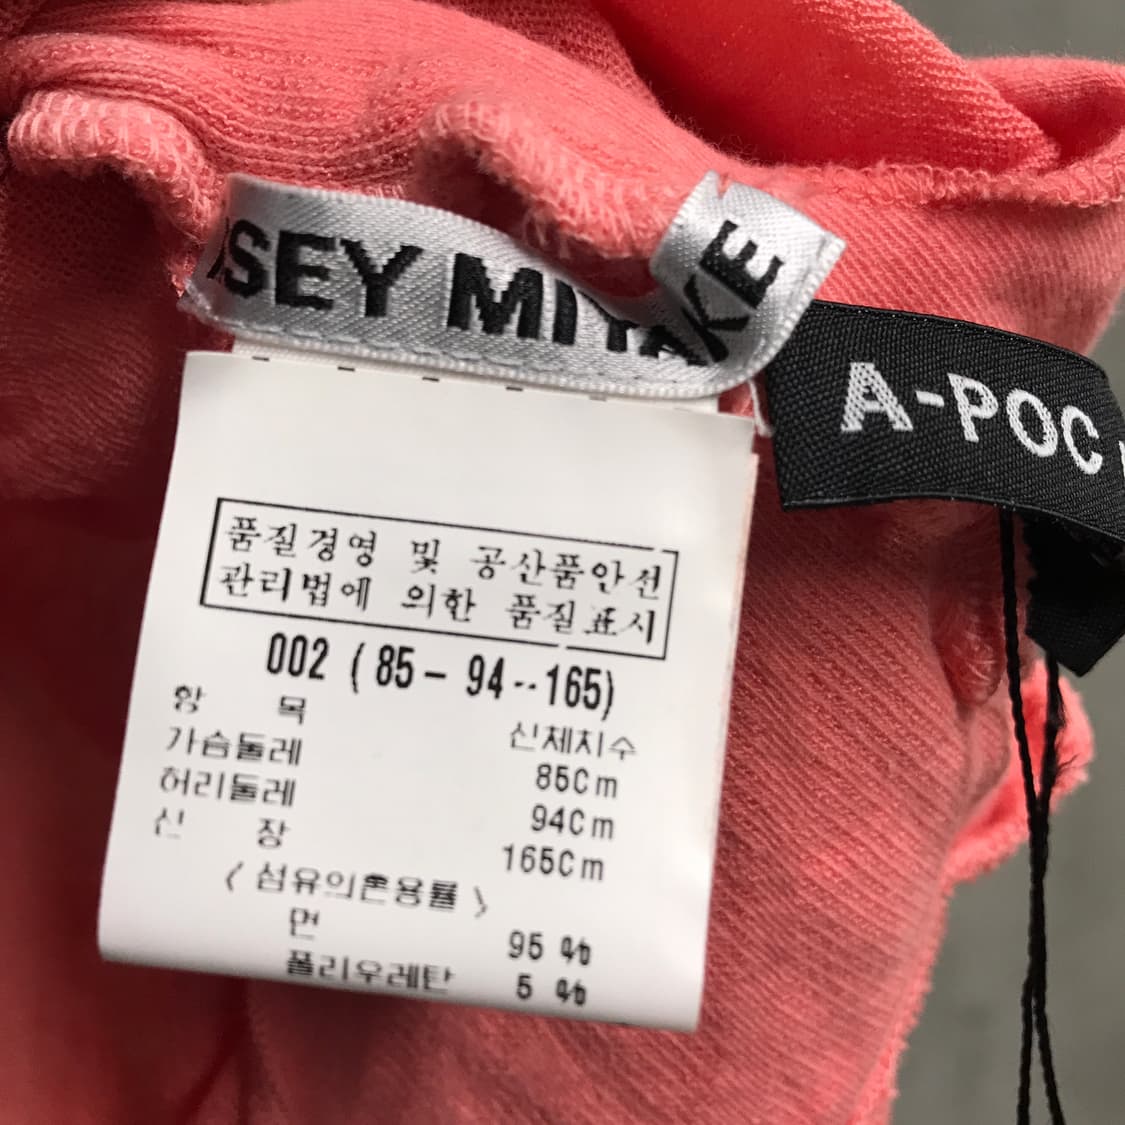 ISSEY MIYAKE
A-POC
품질경영 및 공산품안전
관리법에 의한 품질표시
002 ( 85 - 94 -- 165)
항 목 신체치수
가슴둘레 85Cm
허리둘레 94Cm
신 장 165Cm
〈 섬유의혼용률 〉
면 95 %
폴리우레탄 5 %